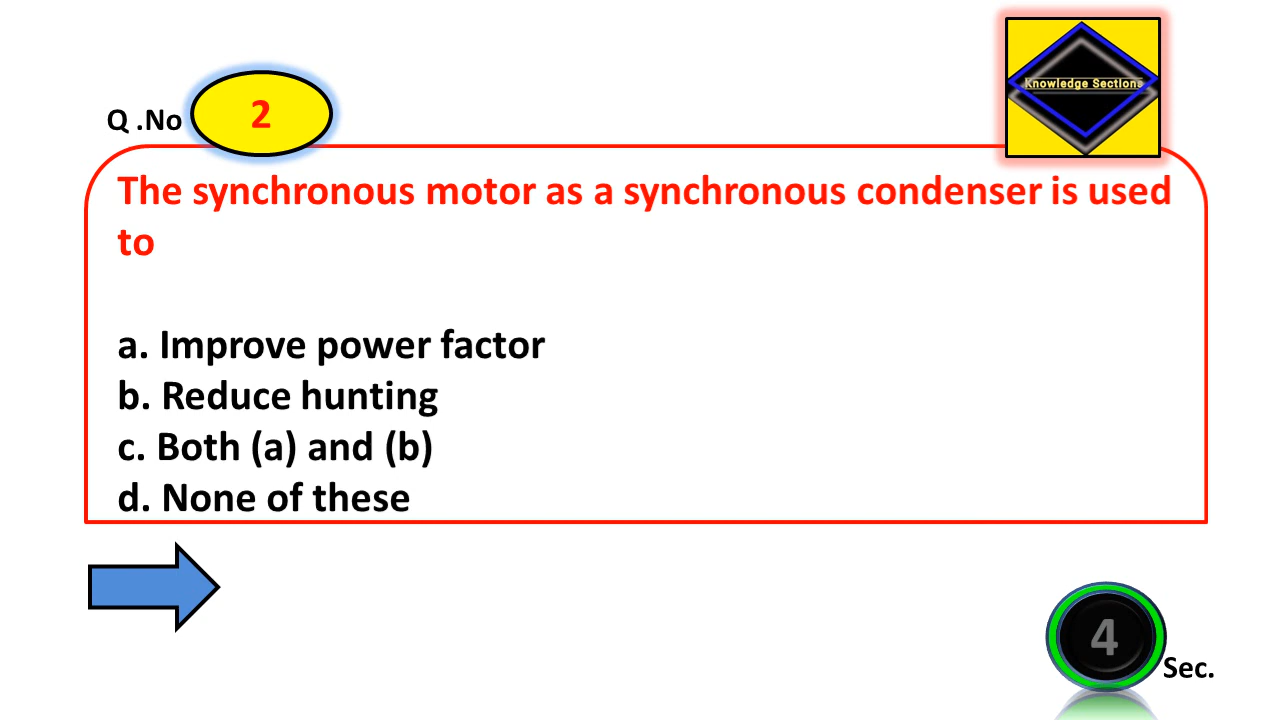 Knowledge Sections
Q .No 2
The synchronous motor as a synchronous condenser is used
to
a. Improve power factor
b. Reduce hunting
c. Both (a) and (b)
d. None of these
4 Sec.